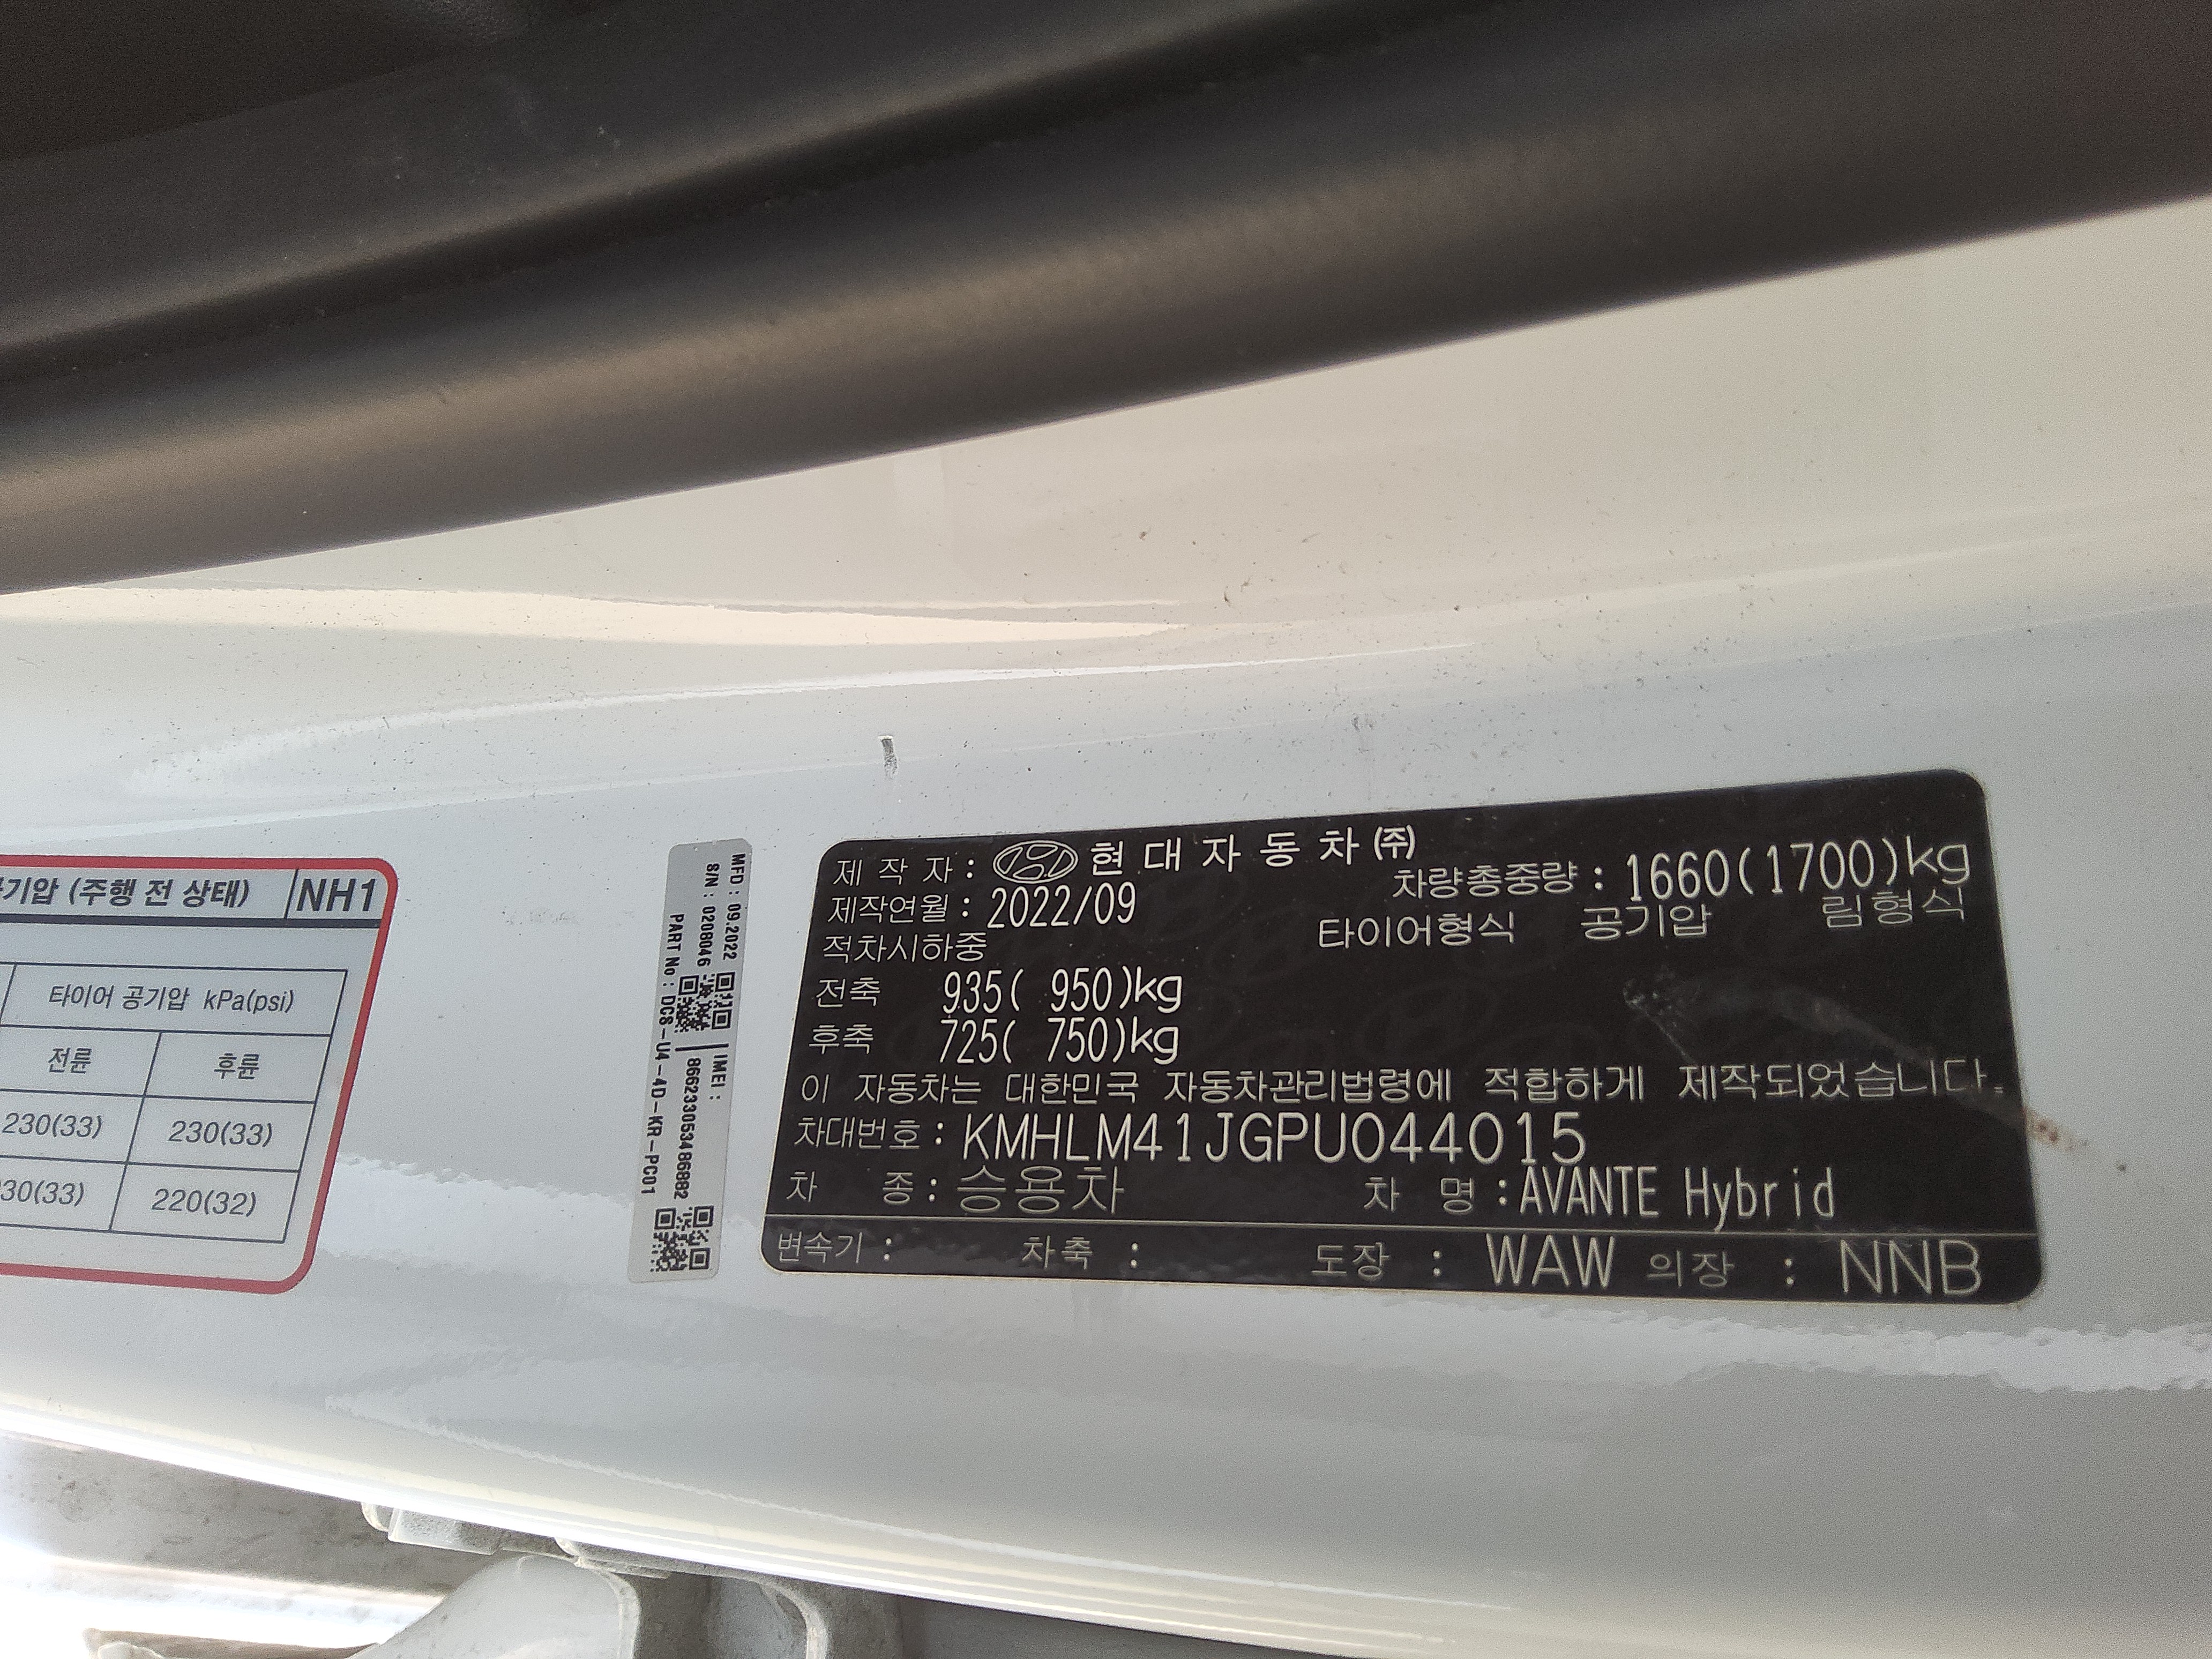 기압 (주행 전 상태) NH1
타이어 공기압 kPa(psi)
전륜 후륜
230(33) 230(33)
30(33) 220(32)
MFD : 09.2022
S/N : 0208046
PART No : DCS-U4-4D-KR-PC01
IMEI :
866233053486882
제 작 자 : 현 대 자 동 차 ㈜
차량총중량 : 1660(1700)kg
제작연월 : 2022/09
타이어형식 공기압 림형식
적차시하중
전축 935( 950)kg
후축 725( 750)kg
이 자동차는 대한민국 자동차관리법령에 적합하게 제작되었습니다.
차대번호 : KMHLM41JGPU044015
차 종 : 승용차 차 명 : AVANTE Hybrid
변속기 : 차축 : 도장 : WAW 의장 : NNB